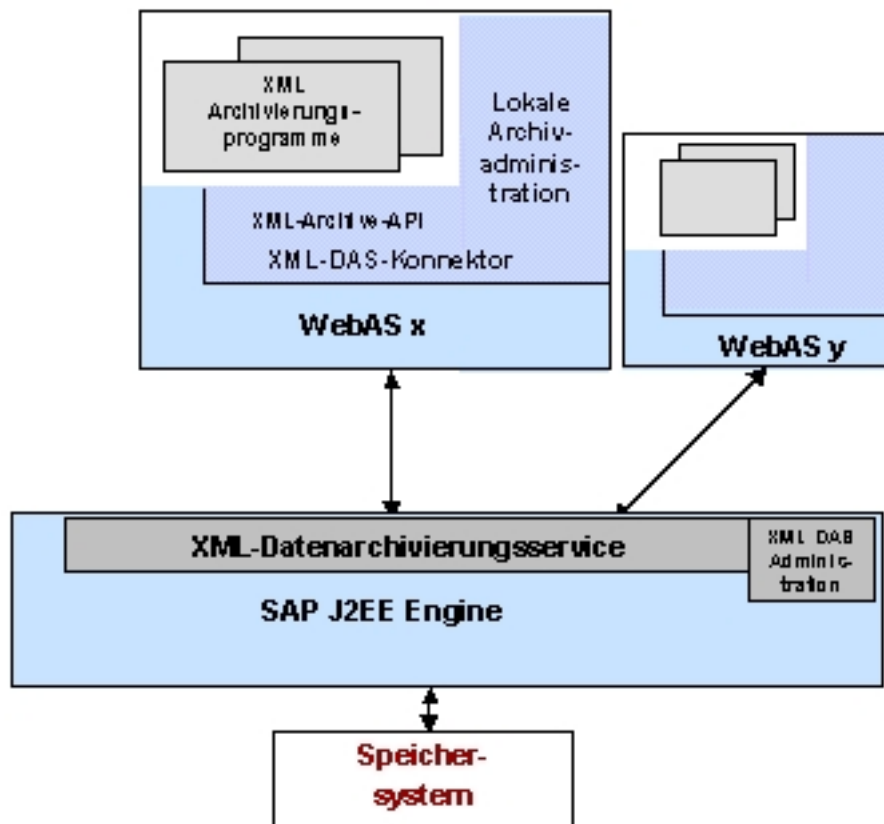 XML
Archivierungs-
programme
Lokale
Archiv-
adminis-
tration
XML-Archive-API
XML-DAS-Konnektor
WebAS x
WebAS y
XML-Datenarchivierungsservice
XML DAS
Adminis-
tration
SAP J2EE Engine
Speicher-
system